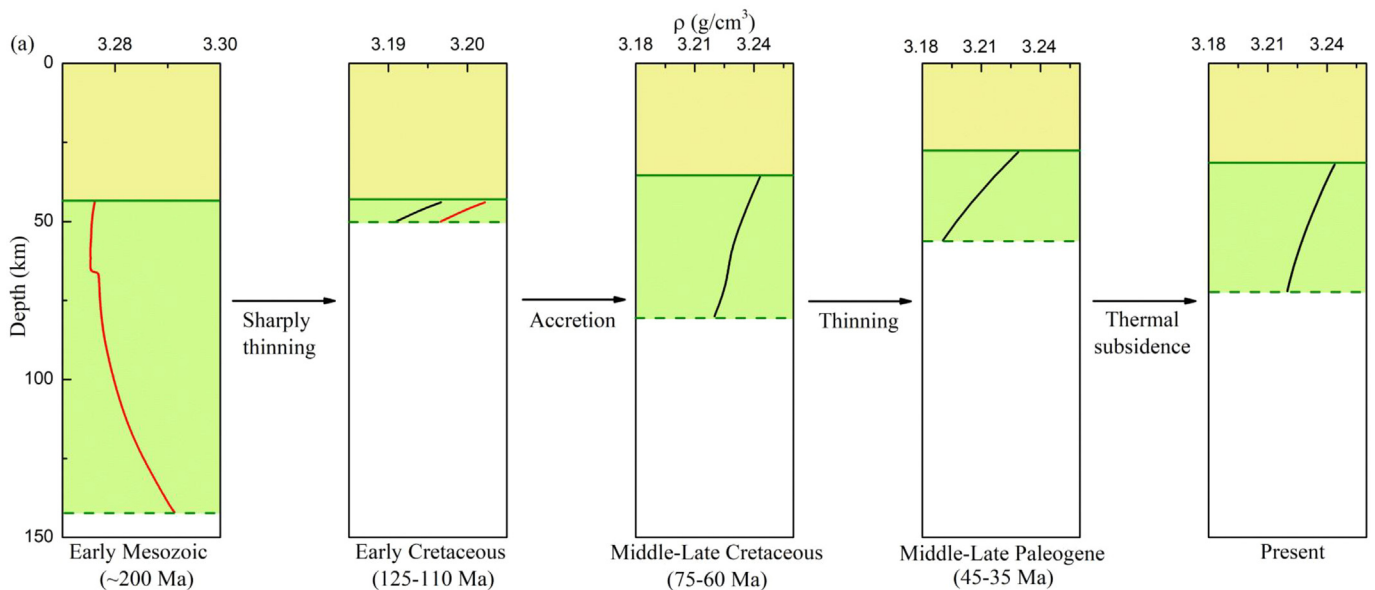 ρ (g/cm³)
(a)
3.28 3.30
3.19 3.20
3.18 3.21 3.24
3.18 3.21 3.24
3.18 3.21 3.24
0
50
100
150
Depth (km)
Sharply
thinning
Accretion
Thinning
Thermal
subsidence
Early Mesozoic
(~200 Ma)
Early Cretaceous
(125-110 Ma)
Middle-Late Cretaceous
(75-60 Ma)
Middle-Late Paleogene
(45-35 Ma)
Present